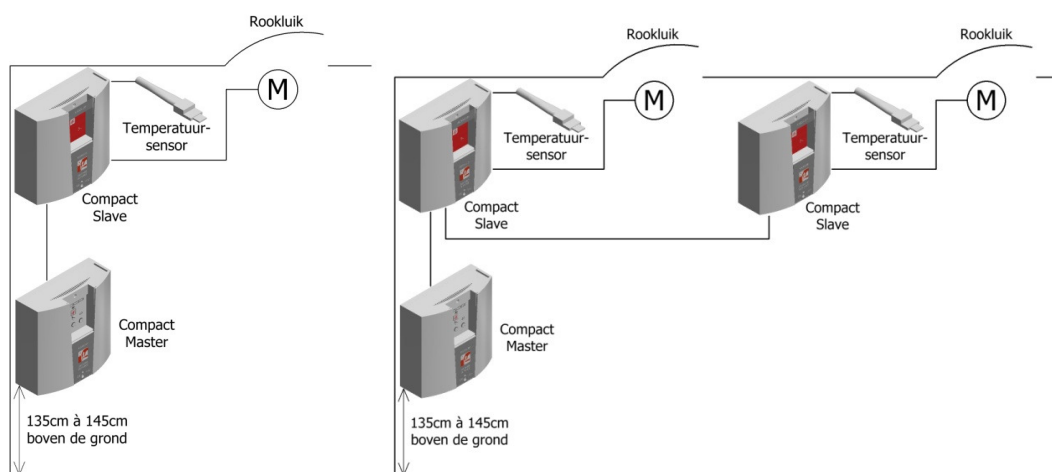 Rookluik
M
Temperatuur-
sensor
Compact
Slave
Compact
Master
135cm à 145cm
boven de grond
Rookluik
M
Temperatuur-
sensor
Compact
Slave
Compact
Master
135cm à 145cm
boven de grond
Rookluik
M
Temperatuur-
sensor
Compact
Slave